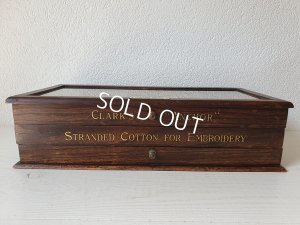 CLARK
SOLD OUT
STRANDED COTTON FOR EMBROIDERY